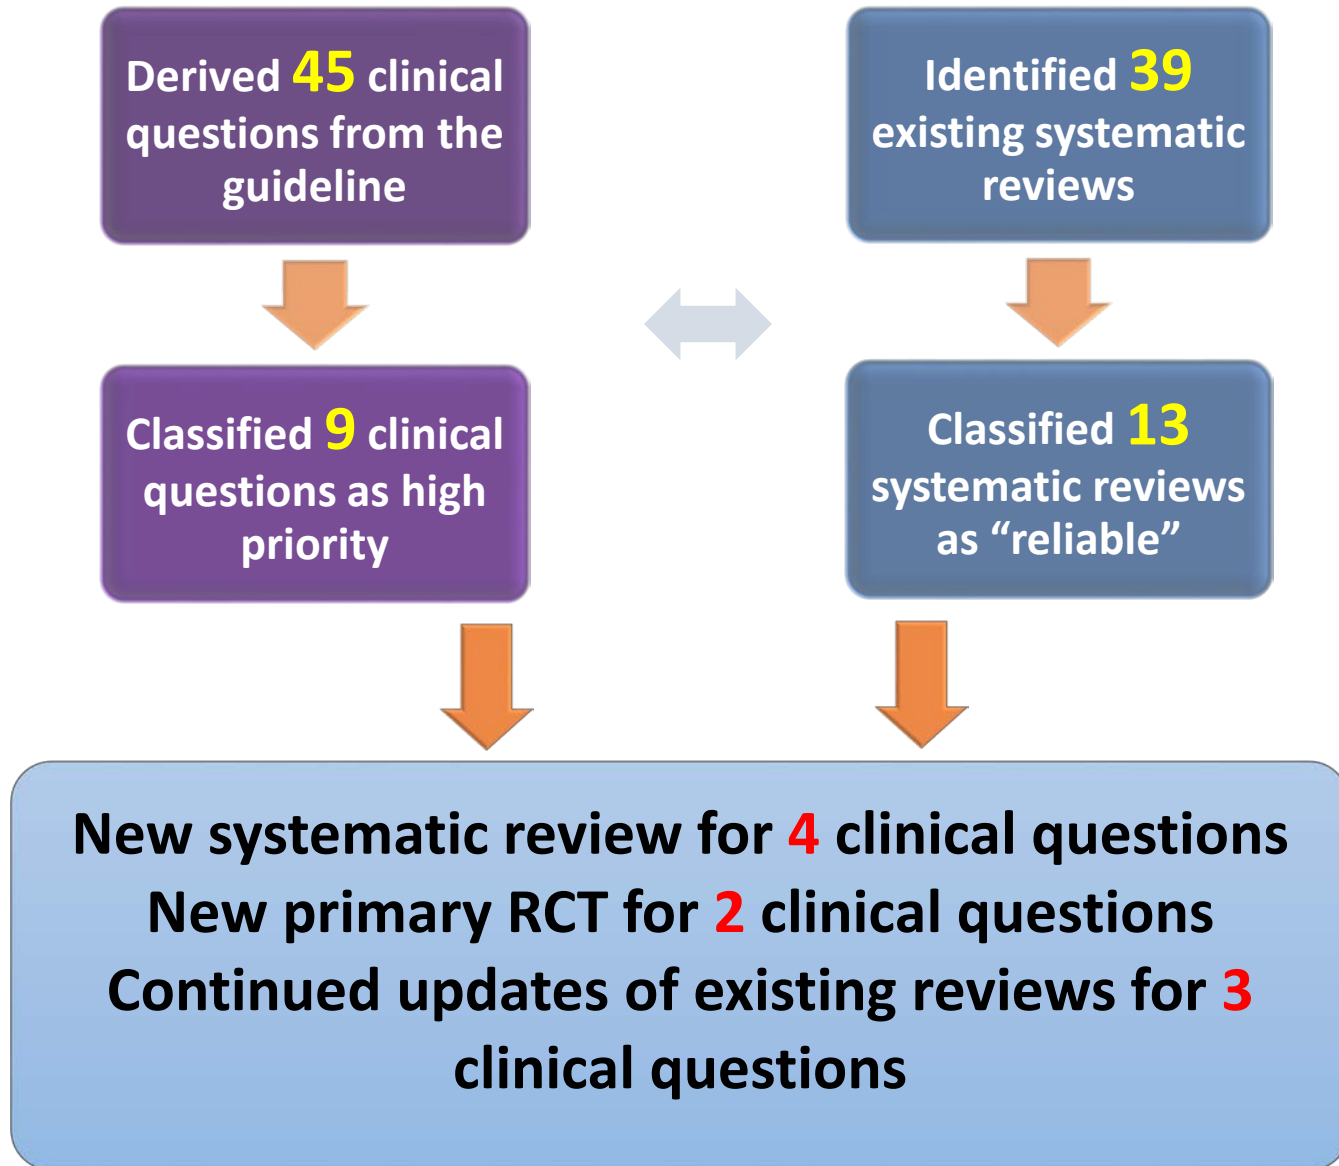 Derived 45 clinical
questions from the
guideline
Identified 39
existing systematic
reviews
Classified 9 clinical
questions as high
priority
Classified 13
systematic reviews
as “reliable”
New systematic review for 4 clinical questions
New primary RCT for 2 clinical questions
Continued updates of existing reviews for 3
clinical questions